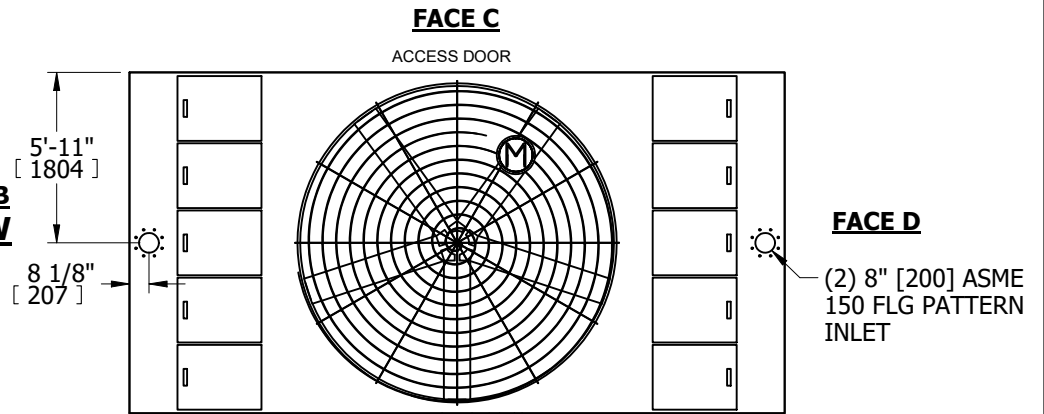 FACE C
ACCESS DOOR
5'-11"
[ 1804 ]
B
W
8 1/8"
[ 207 ]
M
FACE D
(2) 8" [200] ASME
150 FLG PATTERN
INLET